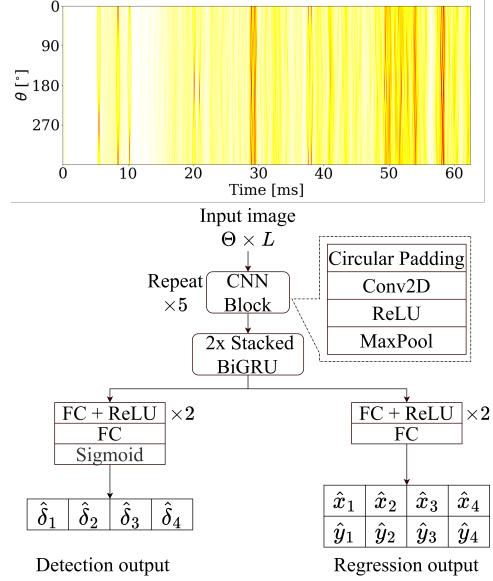 0
90
180
270
θ [°]
0 10 20 30 40 50 60
Time [ms]
Input image
Θ × L
Repeat
×5
CNN
Block
Circular Padding
Conv2D
ReLU
MaxPool
2x Stacked
BiGRU
FC + ReLU ×2
FC
Sigmoid
FC + ReLU ×2
FC
δ̂₁ δ̂₂ δ̂₃ δ̂₄
x̂₁ x̂₂ x̂₃ x̂₄
ŷ₁ ŷ₂ ŷ₃ ŷ₄
Detection output
Regression output